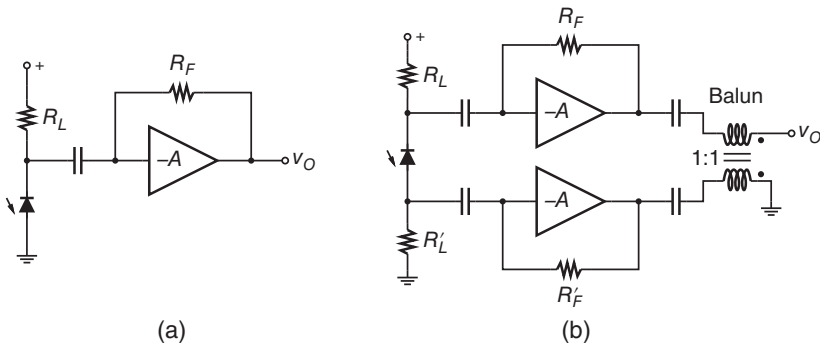 +
R_L
R_F
–A
v_O
(a)
+
R_L
R_F
–A
Balun
v_O
1:1
–A
R'_L
R'_F
(b)